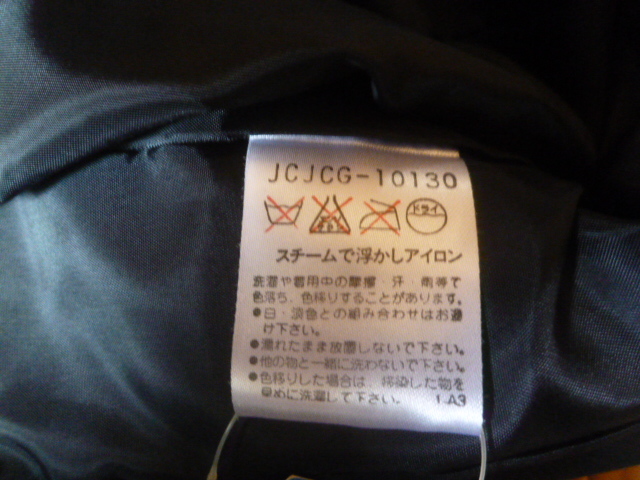 JCJCG-10130
ドライ
スチームで浮かしアイロン
洗濯や着用中の摩擦・汗・雨等で
色落ち、色移りすることがあります。
●白・淡色との組み合わせはお避
け下さい。
●濡れたまま放置しないで下さい。
●他の物と一緒に洗わないで下さい。
●色移りした場合は、移染した物を
早めに洗濯して下さい。 1.A3